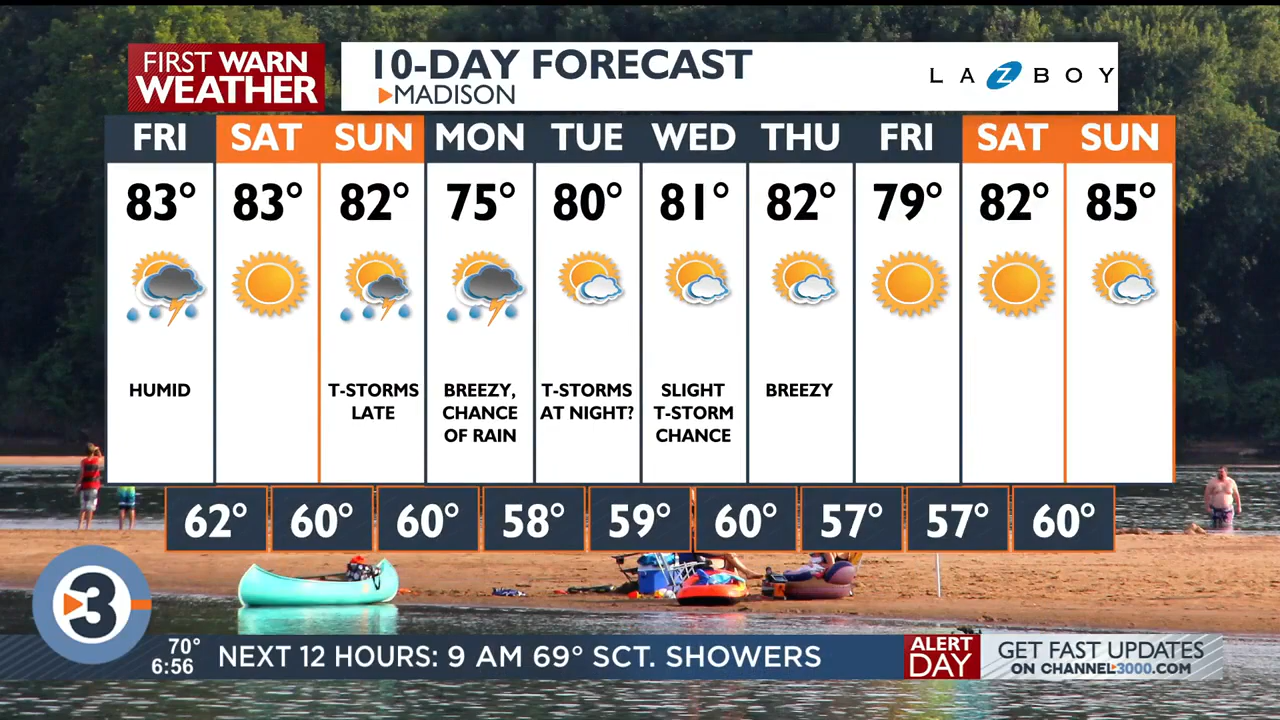 FIRST WARN
WEATHER
10-DAY FORECAST
MADISON
LA Z BOY
FRI SAT SUN MON TUE WED THU FRI SAT SUN
83° 83° 82° 75° 80° 81° 82° 79° 82° 85°
HUMID
T-STORMS
LATE
BREEZY,
CHANCE
OF RAIN
T-STORMS
AT NIGHT?
SLIGHT
T-STORM
CHANCE
BREEZY
62° 60° 60° 58° 59° 60° 57° 57° 60°
3
70°
6:56
NEXT 12 HOURS: 9 AM 69° SCT. SHOWERS
ALERT
DAY
GET FAST UPDATES
ON CHANNEL3000.COM